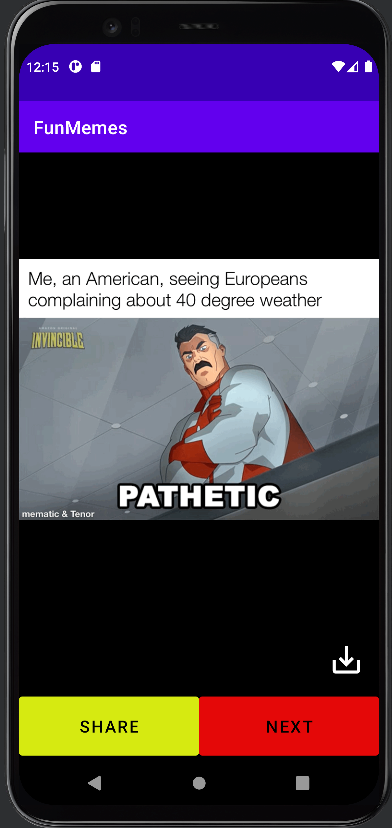 12:15
FunMemes
Me, an American, seeing Europeans
complaining about 40 degree weather
INVINCIBLE
PATHETIC
mematic & Tenor
SHARE
NEXT